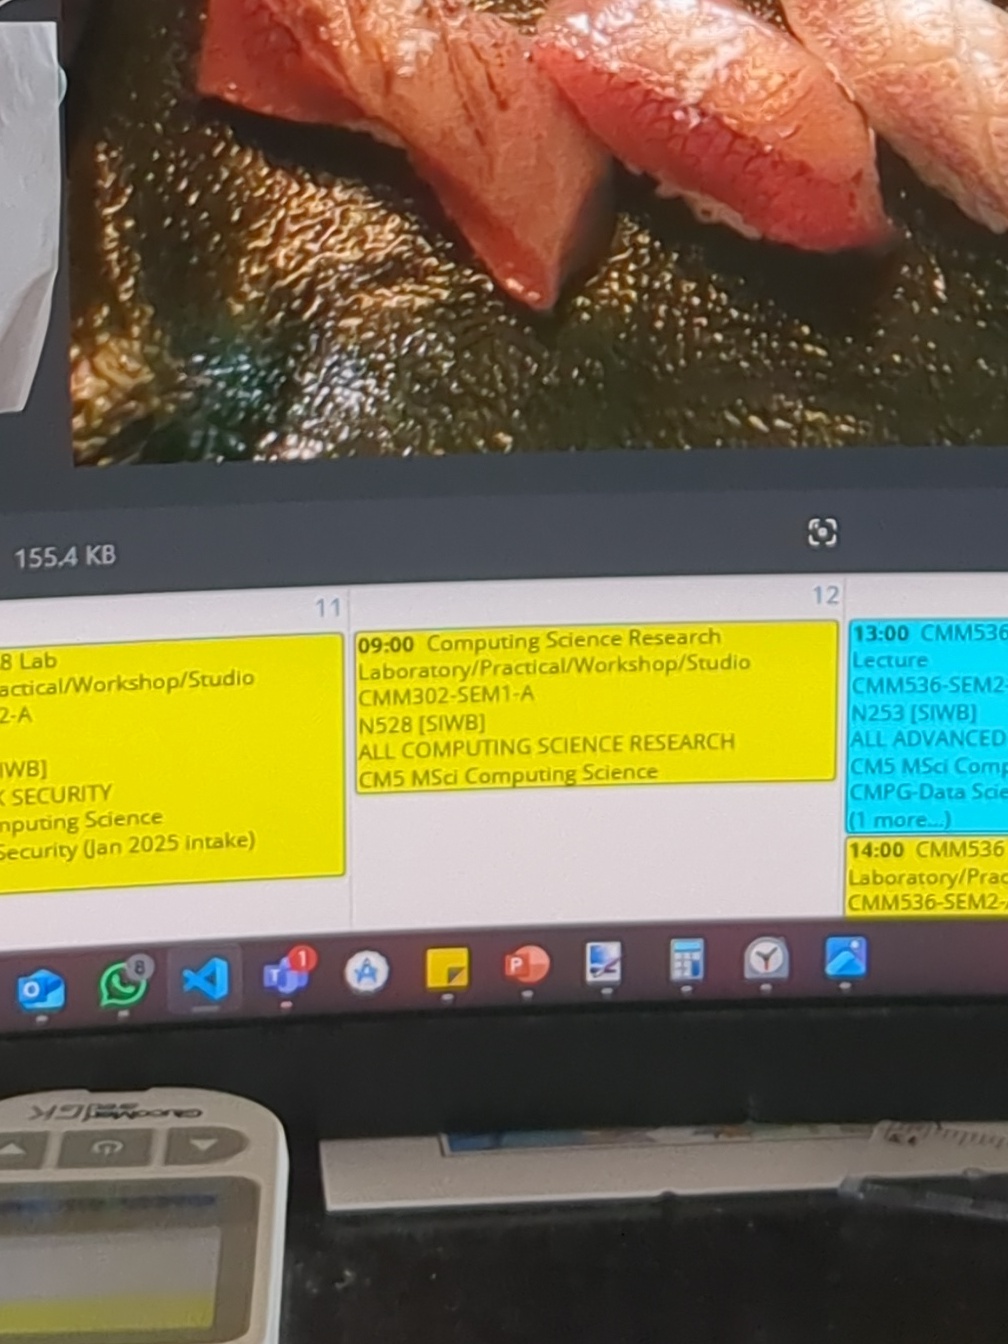 155.4 KB
11
8 Lab
actical/Workshop/Studio
2-A
IWB]
K SECURITY
nputing Science
Security (Jan 2025 intake)
12
09:00 Computing Science Research
Laboratory/Practical/Workshop/Studio
CMM302-SEM1-A
N528 [SIWB]
ALL COMPUTING SCIENCE RESEARCH
CM5 MSci Computing Science
13:00 CMM536
Lecture
CMM536-SEM2-
N253 [SIWB]
ALL ADVANCED
CM5 MSci Comp
CMPG-Data Scie
(1 more...)
14:00 CMM536
Laboratory/Prac
CMM536-SEM2-
8
1